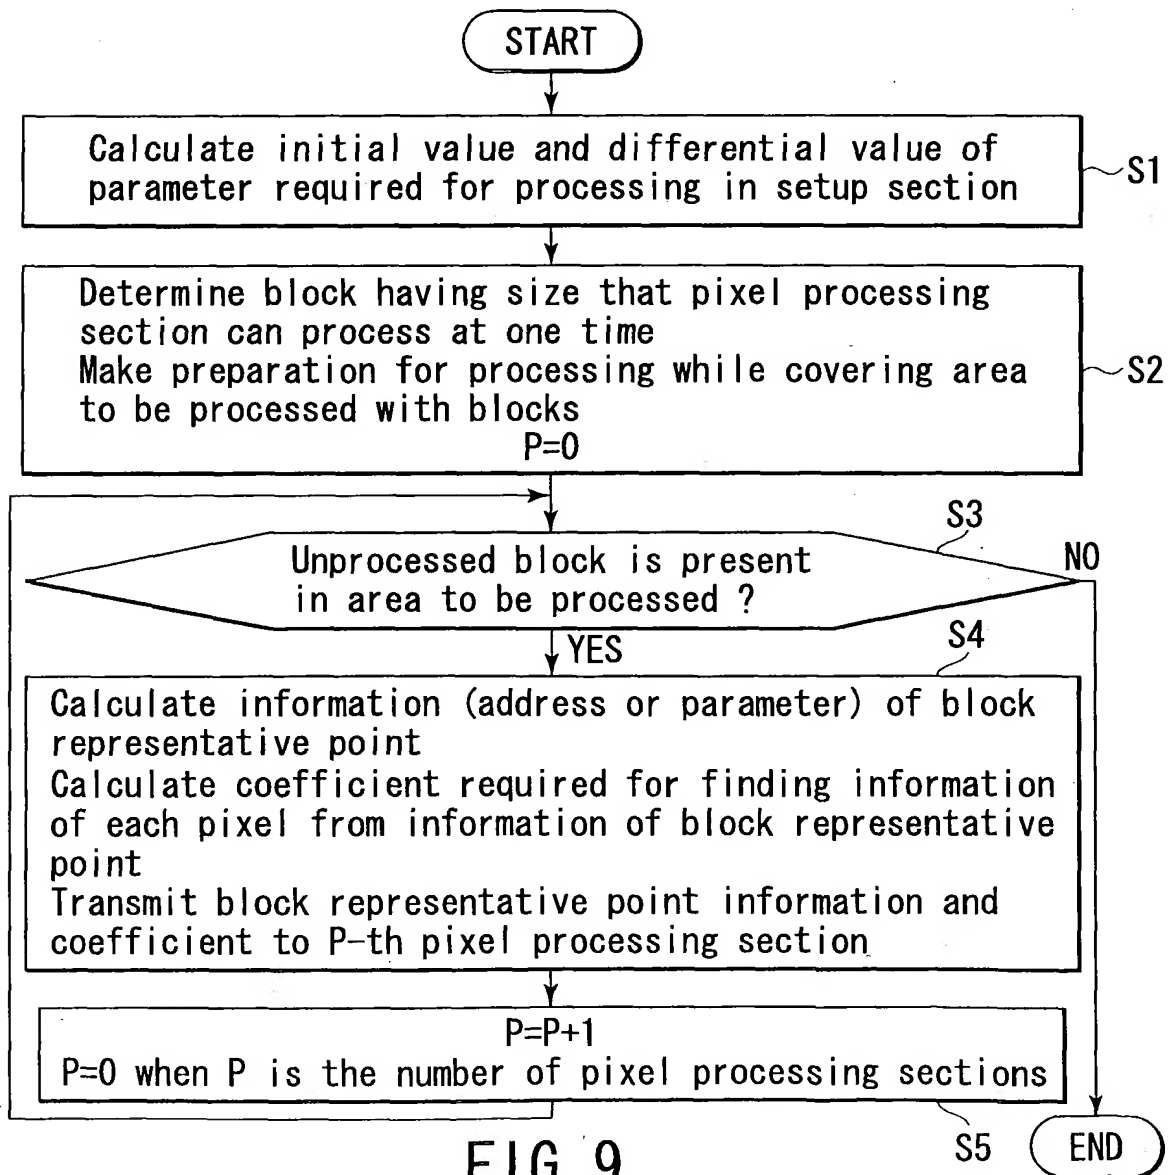 START
Calculate initial value and differential value of
parameter required for processing in setup section
S1
Determine block having size that pixel processing
section can process at one time
Make preparation for processing while covering area
to be processed with blocks
P=0
S2
S3
Unprocessed block is present
in area to be processed ?
NO
YES
S4
Calculate information (address or parameter) of block
representative point
Calculate coefficient required for finding information
of each pixel from information of block representative
point
Transmit block representative point information and
coefficient to P-th pixel processing section
P=P+1
P=0 when P is the number of pixel processing sections
S5
END
FIG. 9